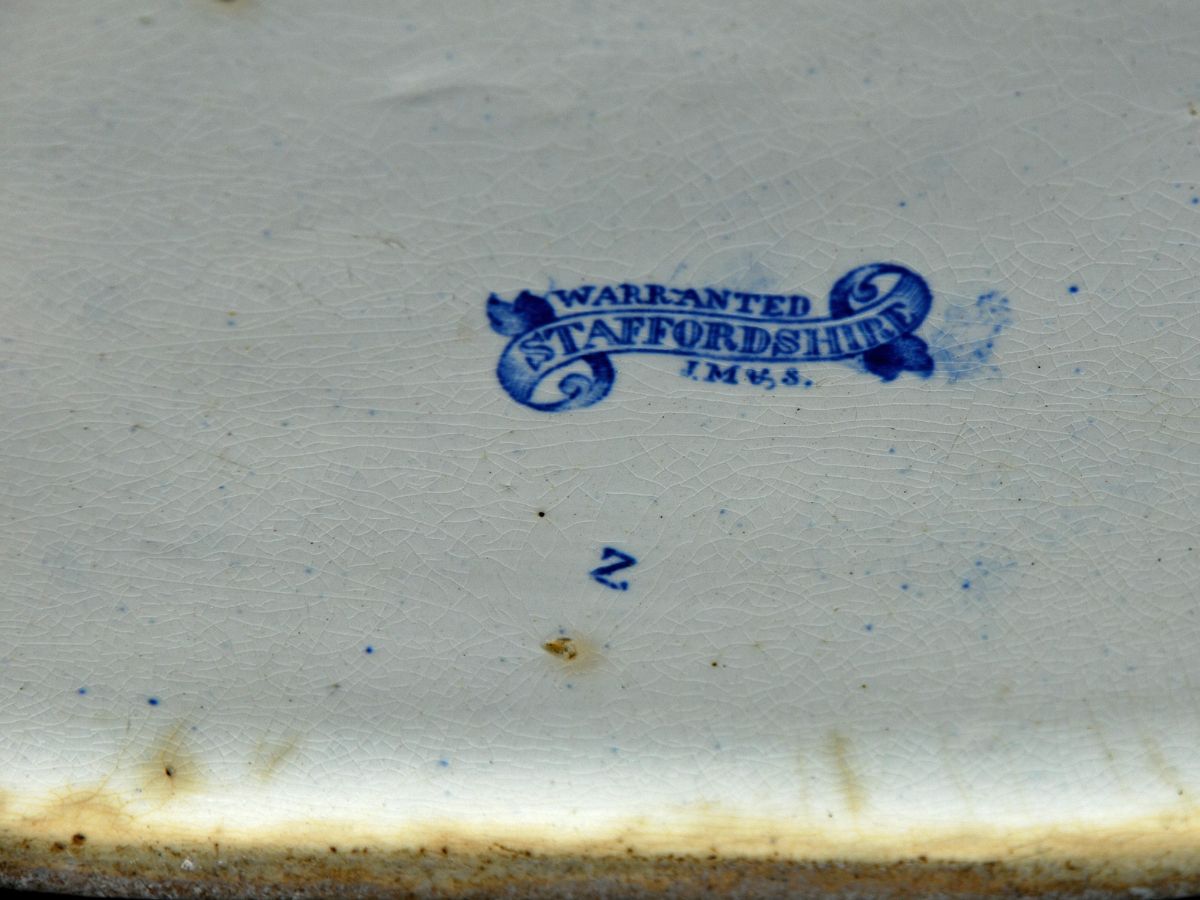 WARRANTED
STAFFORDSHIRE
J. M. & S.
Z